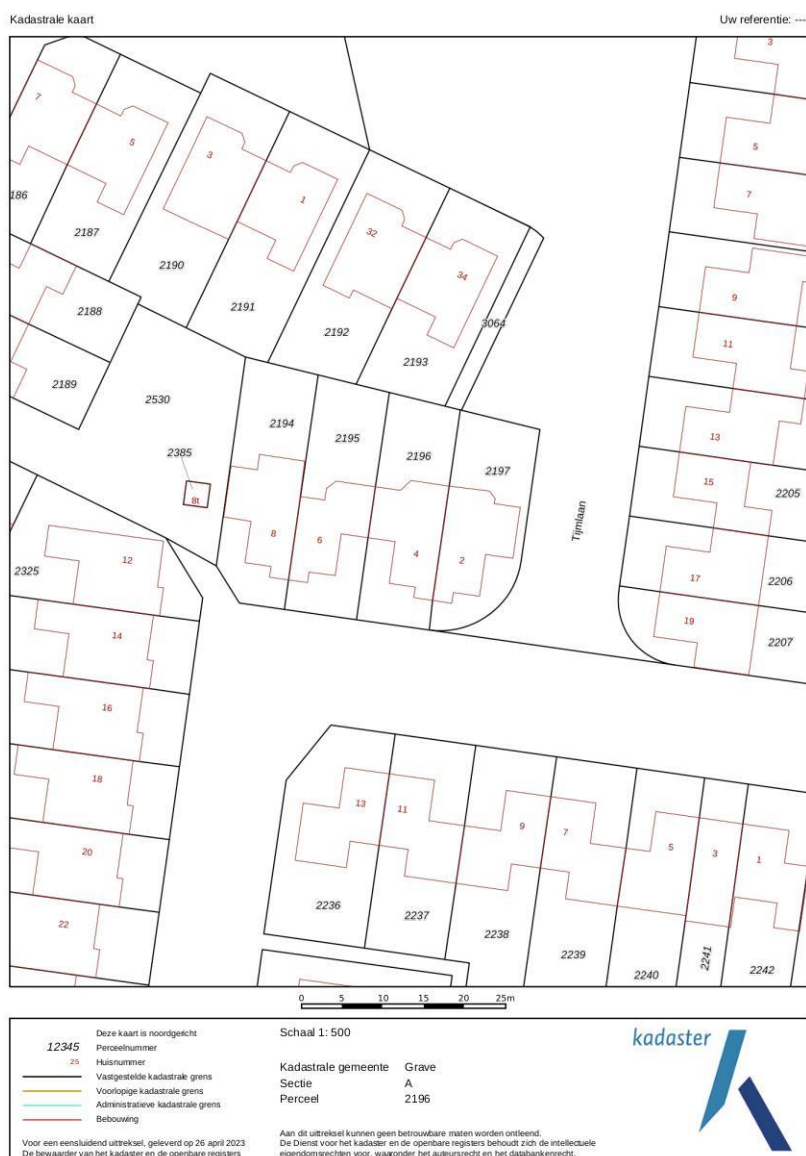 Kadastrale kaart
Uw referentie: ---
3
7
5
3
1
5
7
186
2187
2190
2191
32
34
2192
2193
3064
9
11
2188
2189
2530
2194
2195
2196
2197
13
15
2205
2385
8t
8
6
4
2
Tijmlaan
17
2206
19
2207
2325
12
14
16
18
20
22
13
11
9
7
5
3
1
2236
2237
2238
2239
2240
2241
2242
0 5 10 15 20 25m
Deze kaart is noordgericht
12345 Perceelnummer
25 Huisnummer
Vastgestelde kadastrale grens
Voorlopige kadastrale grens
Administratieve kadastrale grens
Bebouwing
Voor een eensluidend uittreksel, geleverd op 26 april 2023
De bewaarder van het kadaster en de openbare registers
Schaal 1: 500
Kadastrale gemeente Grave
Sectie A
Perceel 2196
Aan dit uittreksel kunnen geen betrouwbare maten worden ontleend.
De Dienst voor het kadaster en de openbare registers behoudt zich de intellectuele
eigendomsrechten voor, waaronder het auteursrecht en het databankenrecht.
kadaster